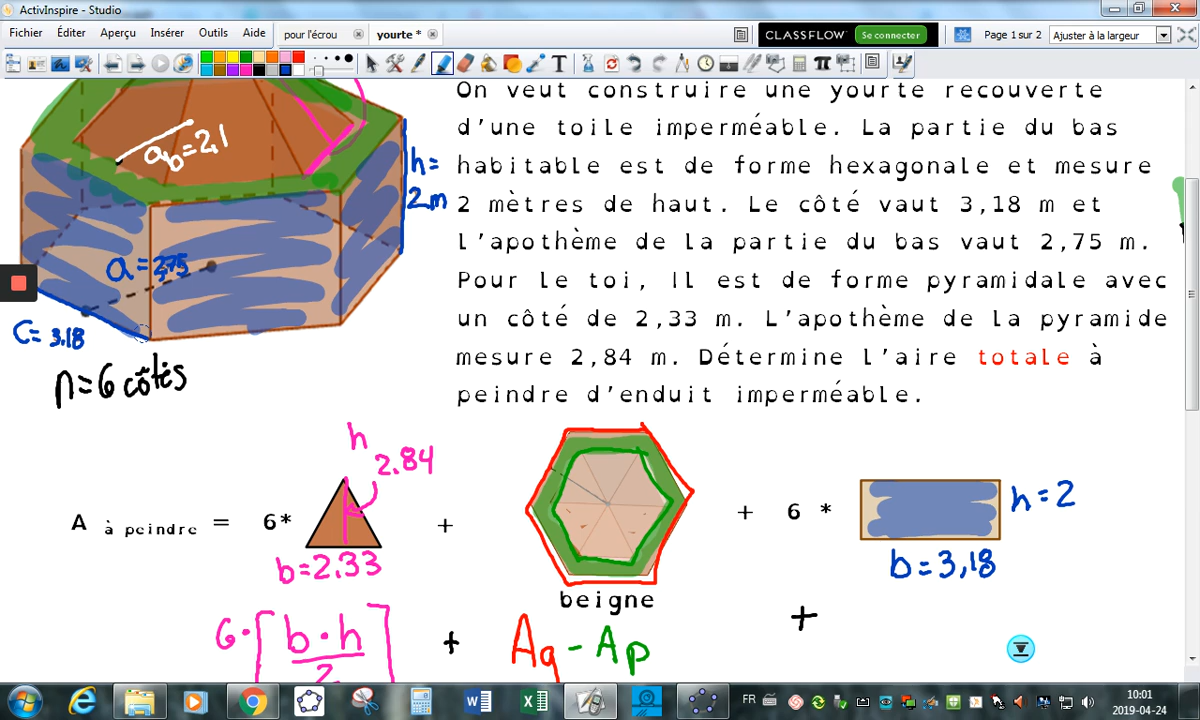 ActivInspire - Studio
Fichier Éditer Aperçu Insérer Outils Aide pour l'écrou yourte * CLASSFLOW Se connecter Page 1 sur 2 Ajuster à la largeur
On veut construire une yourte recouverte
d'une toile imperméable. La partie du bas
habitable est de forme hexagonale et mesure
2 mètres de haut. Le côté vaut 3,18 m et
l'apothème de la partie du bas vaut 2,75 m.
Pour le toi, Il est de forme pyramidale avec
un côté de 2,33 m. L'apothème de la pyramide
mesure 2,84 m. Détermine l'aire totale à
peindre d'enduit imperméable.
ab=2,1
h=
2m
a=2,75
C=3.18
n=6 côtés
h
2.84
A à peindre = 6* + + 6 *
h=2
b=2.33
b=3,18
beigne
6·[b·h/2] + Ag - Ap +
FR 10:01
2019-04-24